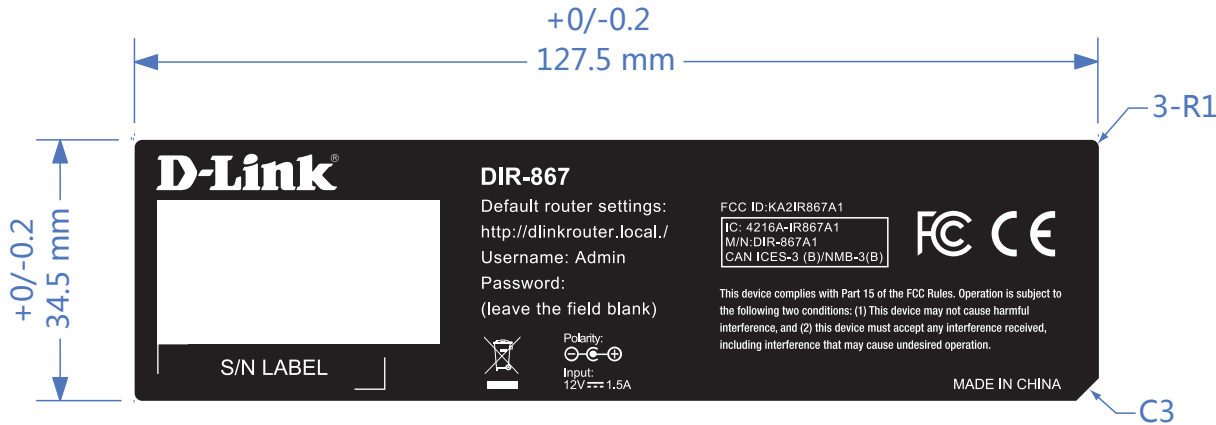 +0/-0.2
127.5 mm
3-R1
+0/-0.2
34.5 mm
D-Link®
S/N LABEL
DIR-867
Default router settings:
http://dlinkrouter.local./
Username: Admin
Password:
(leave the field blank)
Polarity:
Input:
12V⎓1.5A
FCC ID:KA2IR867A1
IC: 4216A-IR867A1
M/N:DIR-867A1
CAN ICES-3 (B)/NMB-3(B)
FC CE
This device complies with Part 15 of the FCC Rules. Operation is subject to
the following two conditions: (1) This device may not cause harmful
interference, and (2) this device must accept any interference received,
including interference that may cause undesired operation.
MADE IN CHINA
C3